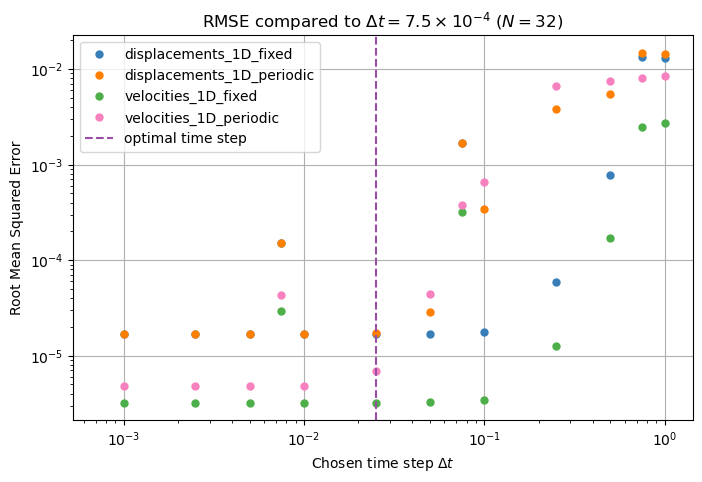 RMSE compared to Δt = 7.5 × 10⁻⁴ (N = 32)
displacements_1D_fixed
displacements_1D_periodic
velocities_1D_fixed
velocities_1D_periodic
optimal time step
Root Mean Squared Error
10⁻²
10⁻³
10⁻⁴
10⁻⁵
10⁻³ 10⁻² 10⁻¹ 10⁰
Chosen time step Δt